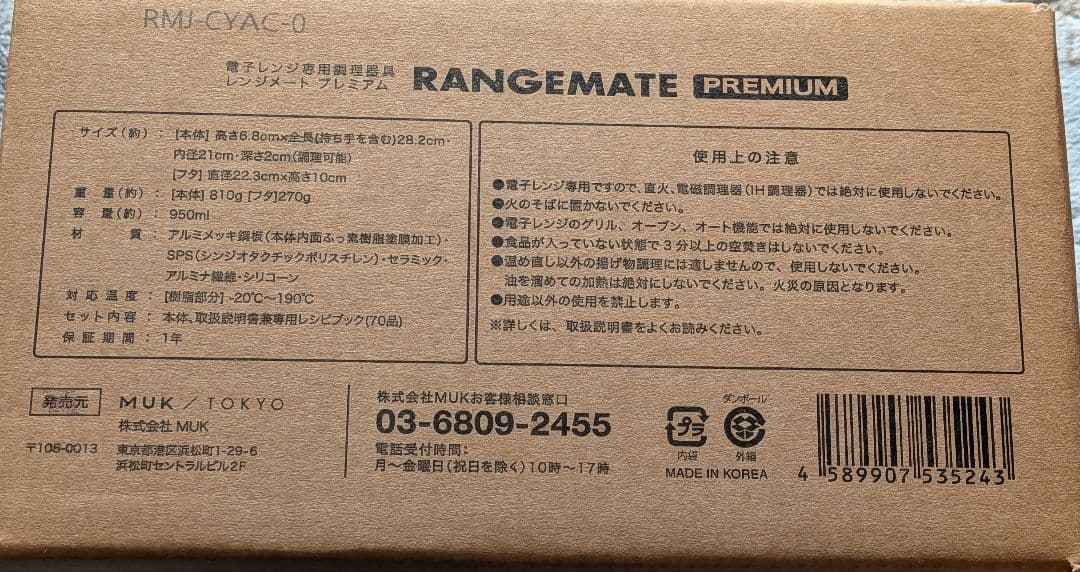 RMJ-CYAC-0
電子レンジ専用調理器具
レンジメート プレミアム
RANGEMATE PREMIUM
サイズ(約): [本体] 高さ6.8cm×全長(持ち手を含む)28.2cm・
内径21cm・深さ2cm(調理可能)
[フタ] 直径22.3cm×高さ10cm
重量(約): [本体] 810g [フタ]270g
容量(約): 950ml
材質: アルミメッキ鋼板(本体内面ふっ素樹脂塗膜加工)・
SPS(シンジオタクチックポリスチレン)・セラミック・
アルミナ繊維・シリコーン
対応温度: [樹脂部分] -20℃~190℃
セット内容: 本体、取扱説明書兼専用レシピブック(70品)
保証期間: 1年
使用上の注意
●電子レンジ専用ですので、直火、電磁調理器(IH調理器)では絶対に使用しないでください。
●火のそばに置かないでください。
●電子レンジのグリル、オーブン、オート機能では絶対に使用しないでください。
●食品が入っていない状態で3分以上の空焚きはしないでください。
●温め直し以外の揚げ物調理には適しませんので、使用しないでください。
油を溜めての加熱は絶対にしないでください。火災の原因となります。
●用途以外の使用を禁止します。
※詳しくは、取扱説明書をよくお読みください。
発売元 MUK / TOKYO
株式会社 MUK
〒105-0013 東京都港区浜松町1-29-6
浜松町セントラルビル2F
株式会社MUKお客様相談窓口
03-6809-2455
電話受付時間:
月~金曜日(祝日を除く)10時~17時
プラ
内袋
ダンボール
外箱
MADE IN KOREA
4 589907 535243